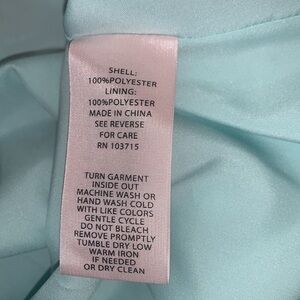 SHELL:
100%POLYESTER
LINING:
100%POLYESTER
MADE IN CHINA
SEE REVERSE
FOR CARE
RN 103715
TURN GARMENT
INSIDE OUT
MACHINE WASH OR
HAND WASH COLD
WITH LIKE COLORS
GENTLE CYCLE
DO NOT BLEACH
REMOVE PROMPTLY
TUMBLE DRY LOW
WARM IRON
IF NEEDED
OR DRY CLEAN